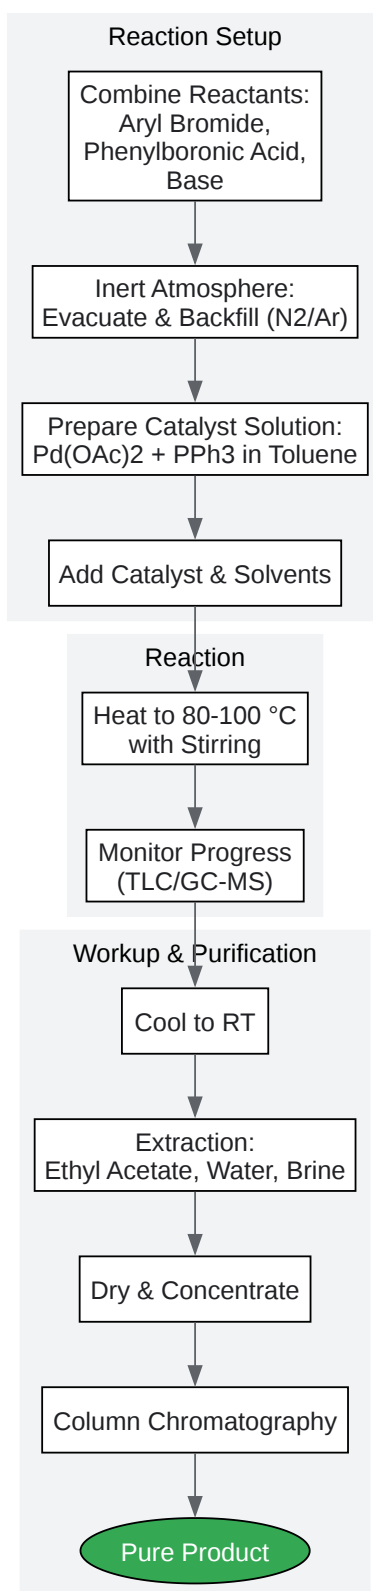 Reaction Setup
Combine Reactants:
Aryl Bromide,
Phenylboronic Acid,
Base
Inert Atmosphere:
Evacuate & Backfill (N2/Ar)
Prepare Catalyst Solution:
Pd(OAc)2 + PPh3 in Toluene
Add Catalyst & Solvents
Reaction
Heat to 80-100 °C
with Stirring
Monitor Progress
(TLC/GC-MS)
Workup & Purification
Cool to RT
Extraction:
Ethyl Acetate, Water, Brine
Dry & Concentrate
Column Chromatography
Pure Product